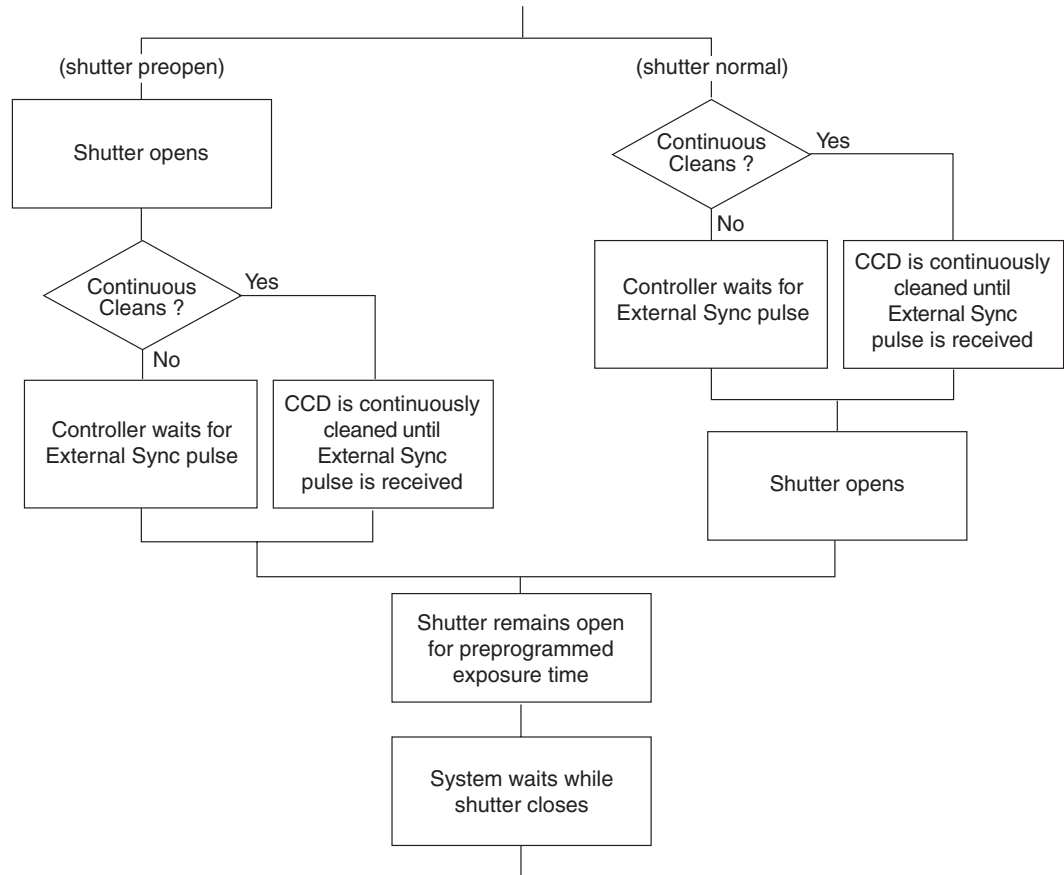 (shutter preopen)
(shutter normal)
Shutter opens
Continuous
Cleans ?
Yes
No
Controller waits for
External Sync pulse
CCD is continuously
cleaned until
External Sync
pulse is received
Continuous
Cleans ?
Yes
No
Controller waits for
External Sync pulse
CCD is continuously
cleaned until
External Sync
pulse is received
Shutter opens
Shutter remains open
for preprogrammed
exposure time
System waits while
shutter closes